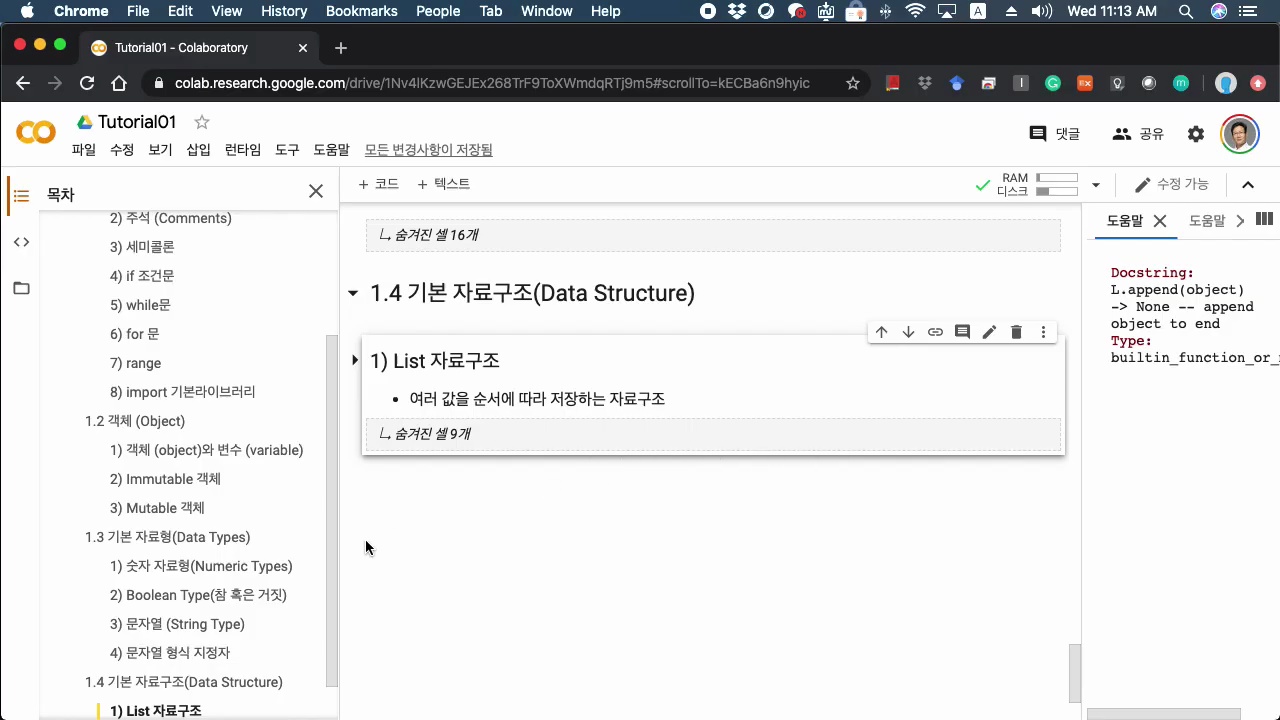 Chrome File Edit View History Bookmarks People Tab Window Help
A
Wed 11:13 AM
Tutorial01 - Colaboratory
colab.research.google.com/drive/1Nv4lKzwGEJEx268TrF9ToXWmdqRTj9m5#scrollTo=kECBa6n9hyic
Tutorial01
파일 수정 보기 삽입 런타임 도구 도움말 모든 변경사항이 저장됨
댓글 공유
목차
+ 코드 + 텍스트
RAM
디스크
수정 가능
2) 주석 (Comments)
3) 세미콜론
4) if 조건문
5) while문
6) for 문
7) range
8) import 기본라이브러리
1.2 객체 (Object)
1) 객체 (object)와 변수 (variable)
2) Immutable 객체
3) Mutable 객체
1.3 기본 자료형(Data Types)
1) 숫자 자료형(Numeric Types)
2) Boolean Type(참 혹은 거짓)
3) 문자열 (String Type)
4) 문자열 형식 지정자
1.4 기본 자료구조(Data Structure)
1) List 자료구조
숨겨진 셀 16개
1.4 기본 자료구조(Data Structure)
1) List 자료구조
• 여러 값을 순서에 따라 저장하는 자료구조
숨겨진 셀 9개
도움말 도움말
Docstring:
L.append(object)
-> None -- append
object to end
Type:
builtin_function_or_